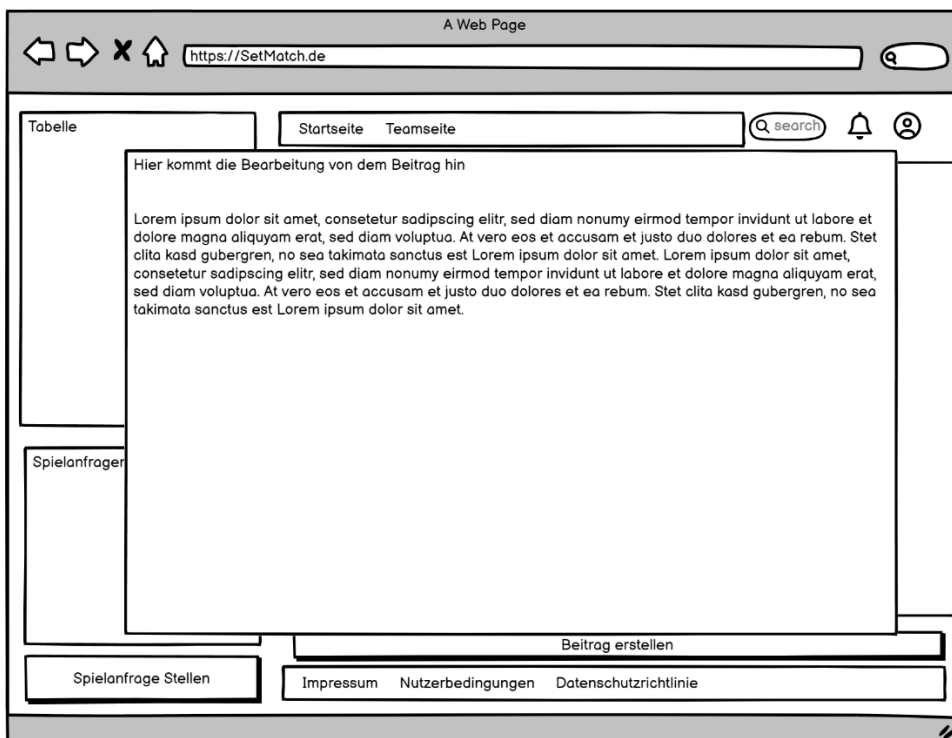 A Web Page
https://SetMatch.de
Tabelle
Startseite Teamseite
search
Hier kommt die Bearbeitung von dem Beitrag hin
Lorem ipsum dolor sit amet, consetetur sadipscing elitr, sed diam nonumy eirmod tempor invidunt ut labore et
dolore magna aliquyam erat, sed diam voluptua. At vero eos et accusam et justo duo dolores et ea rebum. Stet
clita kasd gubergren, no sea takimata sanctus est Lorem ipsum dolor sit amet. Lorem ipsum dolor sit amet,
consetetur sadipscing elitr, sed diam nonumy eirmod tempor invidunt ut labore et dolore magna aliquyam erat,
sed diam voluptua. At vero eos et accusam et justo duo dolores et ea rebum. Stet clita kasd gubergren, no sea
takimata sanctus est Lorem ipsum dolor sit amet.
Spielanfragen
Beitrag erstellen
Spielanfrage Stellen
Impressum Nutzerbedingungen Datenschutzrichtlinie